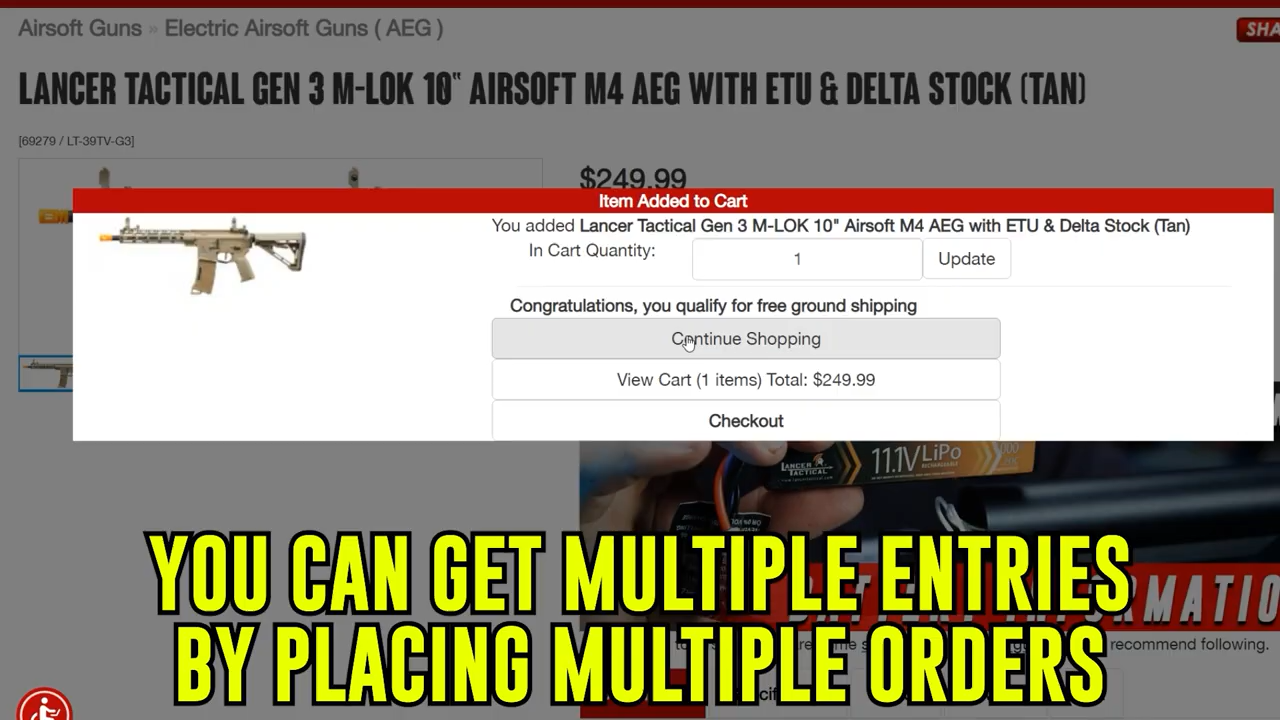 Airsoft Guns » Electric Airsoft Guns ( AEG )
SHA
LANCER TACTICAL GEN 3 M-LOK 10" AIRSOFT M4 AEG WITH ETU & DELTA STOCK (TAN)
[69279 / LT-39TV-G3]
$249.99
Item Added to Cart
You added Lancer Tactical Gen 3 M-LOK 10" Airsoft M4 AEG with ETU & Delta Stock (Tan)
In Cart Quantity: 1 Update
Congratulations, you qualify for free ground shipping
Continue Shopping
View Cart (1 items) Total: $249.99
Checkout
LANCER TACTICAL 11.1V LiPo RECHARGEABLE
YOU CAN GET MULTIPLE ENTRIES
BY PLACING MULTIPLE ORDERS
recommend following.